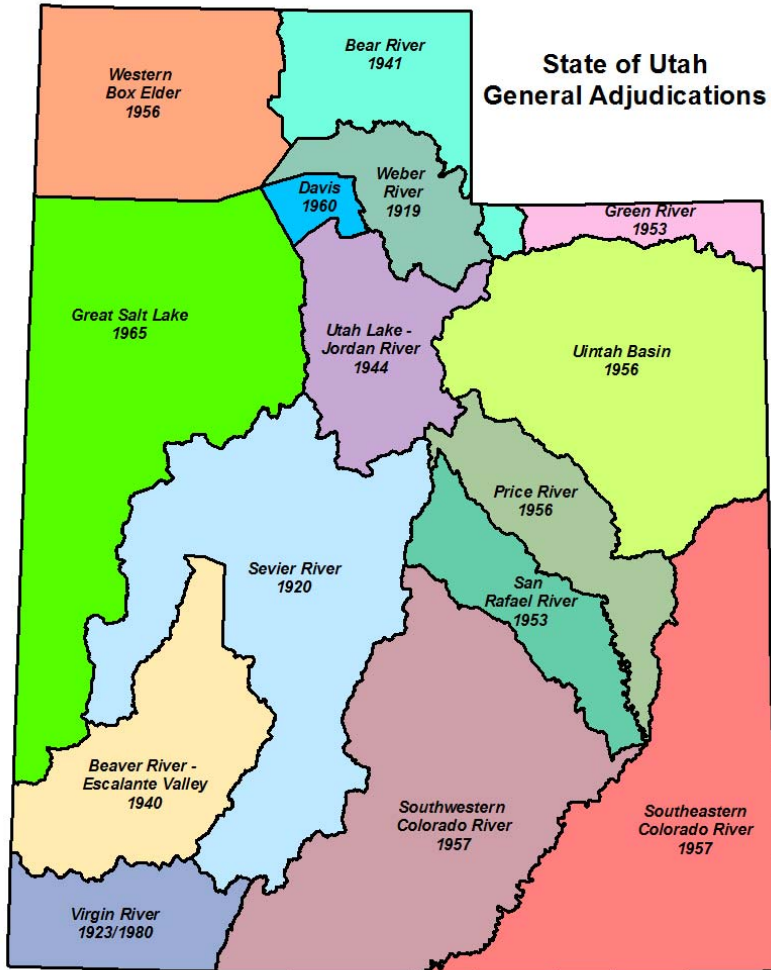 State of Utah
General Adjudications
Bear River
1941
Western
Box Elder
1956
Weber
River
1919
Davis
1960
Green River
1953
Great Salt Lake
1965
Utah Lake -
Jordan River
1944
Uintah Basin
1956
Price River
1956
Sevier River
1920
San
Rafael River
1953
Beaver River -
Escalante Valley
1940
Southwestern
Colorado River
1957
Southeastern
Colorado River
1957
Virgin River
1923/1980